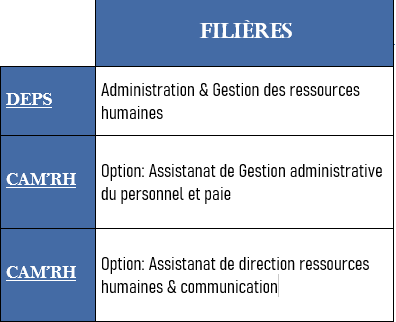 FILIÈRES
DEPS
Administration & Gestion des ressources
humaines
CAM'RH
Option: Assistanat de Gestion administrative
du personnel et paie
CAM'RH
Option: Assistanat de direction ressources
humaines & communication